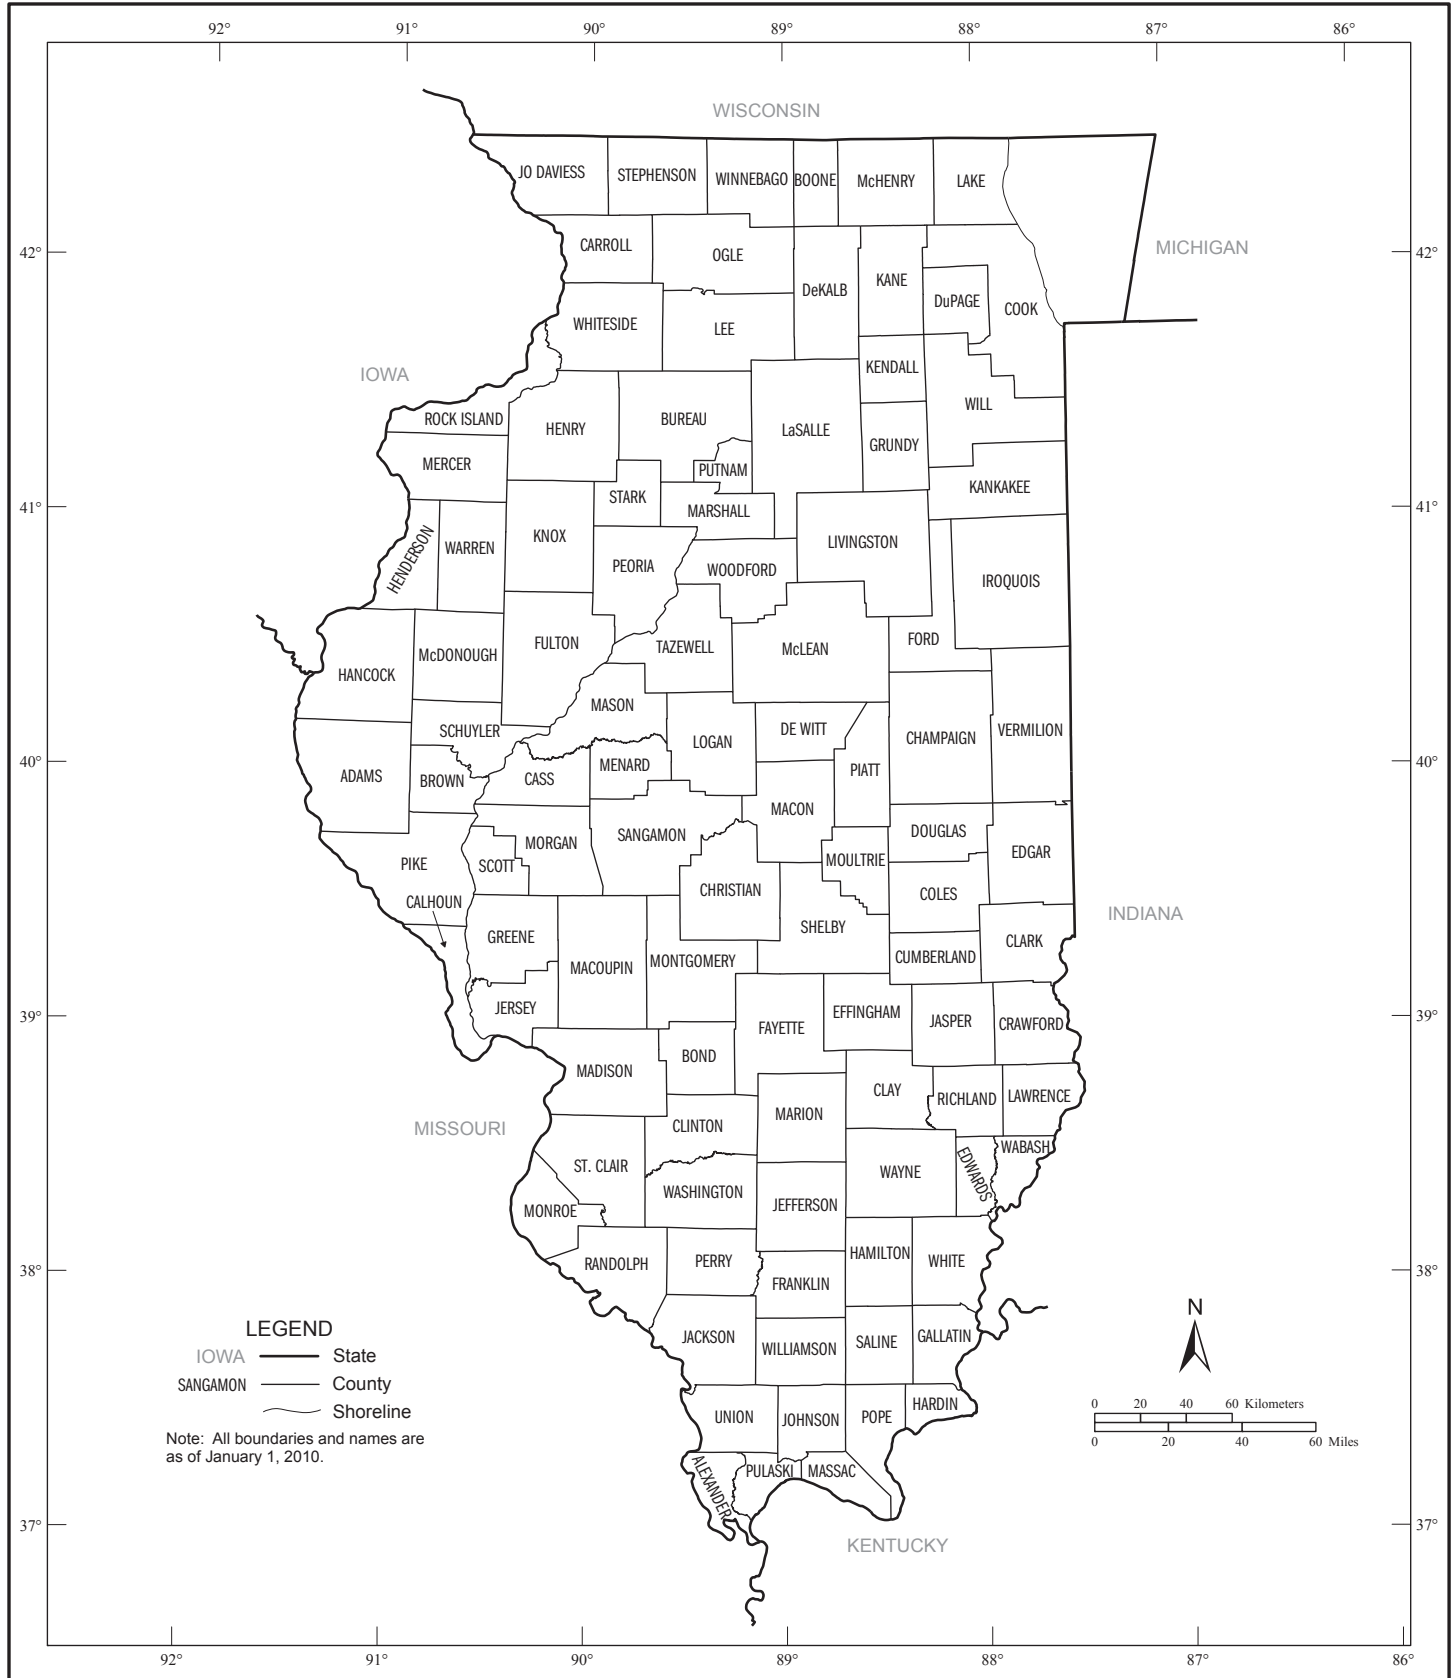 92° 91° 90° 89° 88° 87° 86°
WISCONSIN
JO DAVIESS STEPHENSON WINNEBAGO BOONE McHENRY LAKE
42° CARROLL OGLE DeKALB KANE DuPAGE COOK MICHIGAN 42°
WHITESIDE LEE
IOWA KENDALL WILL
ROCK ISLAND HENRY BUREAU LaSALLE GRUNDY
MERCER PUTNAM KANKAKEE
41° STARK MARSHALL 41°
HENDERSON WARREN KNOX PEORIA WOODFORD LIVINGSTON IROQUOIS
HANCOCK McDONOUGH FULTON TAZEWELL McLEAN FORD
MASON
SCHUYLER LOGAN DE WITT CHAMPAIGN VERMILION
40° ADAMS BROWN CASS MENARD PIATT 40°
MACON
PIKE SCOTT MORGAN SANGAMON MOULTRIE DOUGLAS EDGAR
CALHOUN CHRISTIAN COLES
GREENE SHELBY INDIANA
MACOUPIN MONTGOMERY CUMBERLAND CLARK
39° JERSEY FAYETTE EFFINGHAM JASPER CRAWFORD 39°
MADISON BOND
CLAY RICHLAND LAWRENCE
MISSOURI CLINTON MARION
ST. CLAIR WAYNE EDWARDS WABASH
MONROE WASHINGTON JEFFERSON
38° RANDOLPH PERRY FRANKLIN HAMILTON WHITE 38°
JACKSON WILLIAMSON SALINE GALLATIN
UNION JOHNSON POPE HARDIN
ALEXANDER PULASKI MASSAC
37° KENTUCKY 37°
LEGEND
IOWA State
SANGAMON County
Shoreline
Note: All boundaries and names are
as of January 1, 2010.
N
0 20 40 60 Kilometers
0 20 40 60 Miles
92° 91° 90° 89° 88° 87° 86°